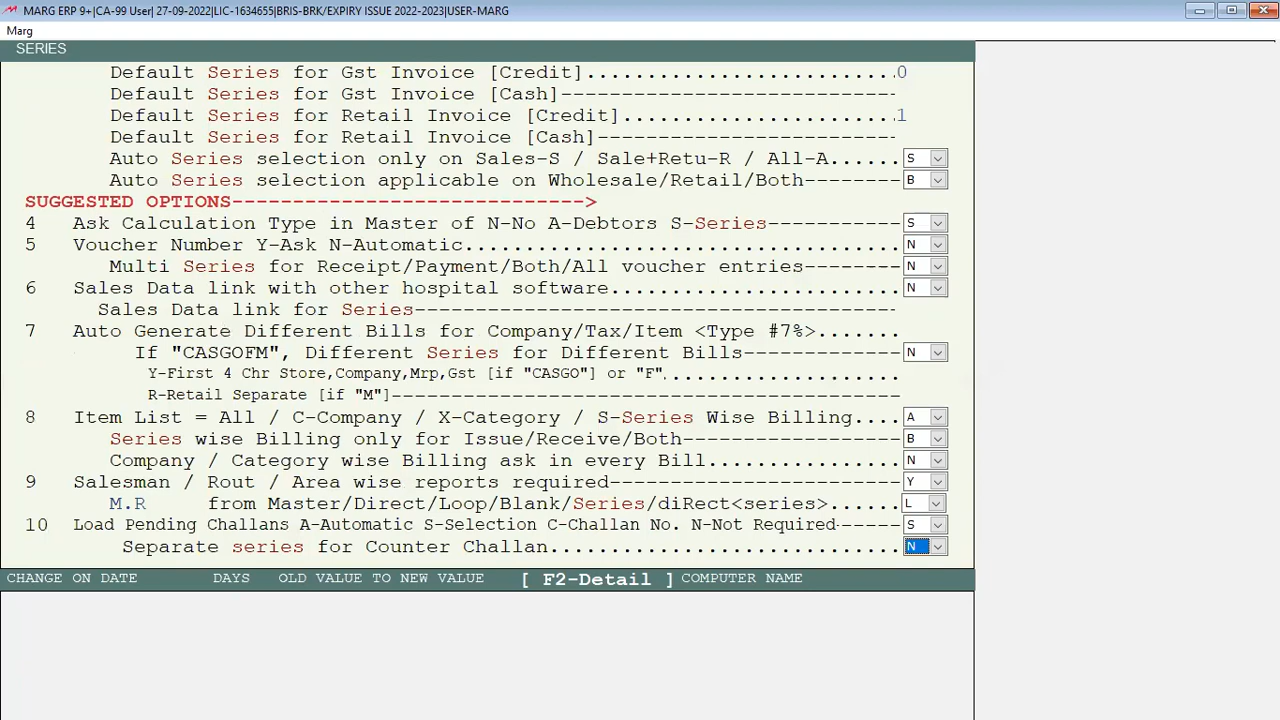 MARG ERP 9+|CA-99 User| 27-09-2022|LIC-1634655|BRIS-BRK/EXPIRY ISSUE 2022-2023|USER-MARG
Marg
SERIES
Default Series for Gst Invoice [Credit]..........................0
Default Series for Gst Invoice [Cash]----------------------------
Default Series for Retail Invoice [Credit].......................1
Default Series for Retail Invoice [Cash]-------------------------
Auto Series selection only on Sales-S / Sale+Retu-R / All-A...... S
Auto Series selection applicable on Wholesale/Retail/Both-------- B
SUGGESTED OPTIONS----------------------------->
4 Ask Calculation Type in Master of N-No A-Debtors S-Series----------- S
5 Voucher Number Y-Ask N-Automatic.................................... N
Multi Series for Receipt/Payment/Both/All voucher entries-------- N
6 Sales Data link with other hospital software........................ N
Sales Data link for Series----------------------------------------
7 Auto Generate Different Bills for Company/Tax/Item <Type #7%>.......
If "CASGOFM", Different Series for Different Bills------------- N
Y-First 4 Chr Store,Company,Mrp,Gst [if "CASGO"] or "F".......................
R-Retail Separate [if "M"]---------------------------------------------------
8 Item List = All / C-Company / X-Category / S-Series Wise Billing.... A
Series wise Billing only for Issue/Receive/Both------------------ B
Company / Category wise Billing ask in every Bill................ N
9 Salesman / Rout / Area wise reports required------------------------ Y
M.R from Master/Direct/Loop/Blank/Series/diRect<series>...... L
10 Load Pending Challans A-Automatic S-Selection C-Challan No. N-Not Required------ S
Separate series for Counter Challan............................. N
CHANGE ON DATE DAYS OLD VALUE TO NEW VALUE [ F2-Detail ] COMPUTER NAME